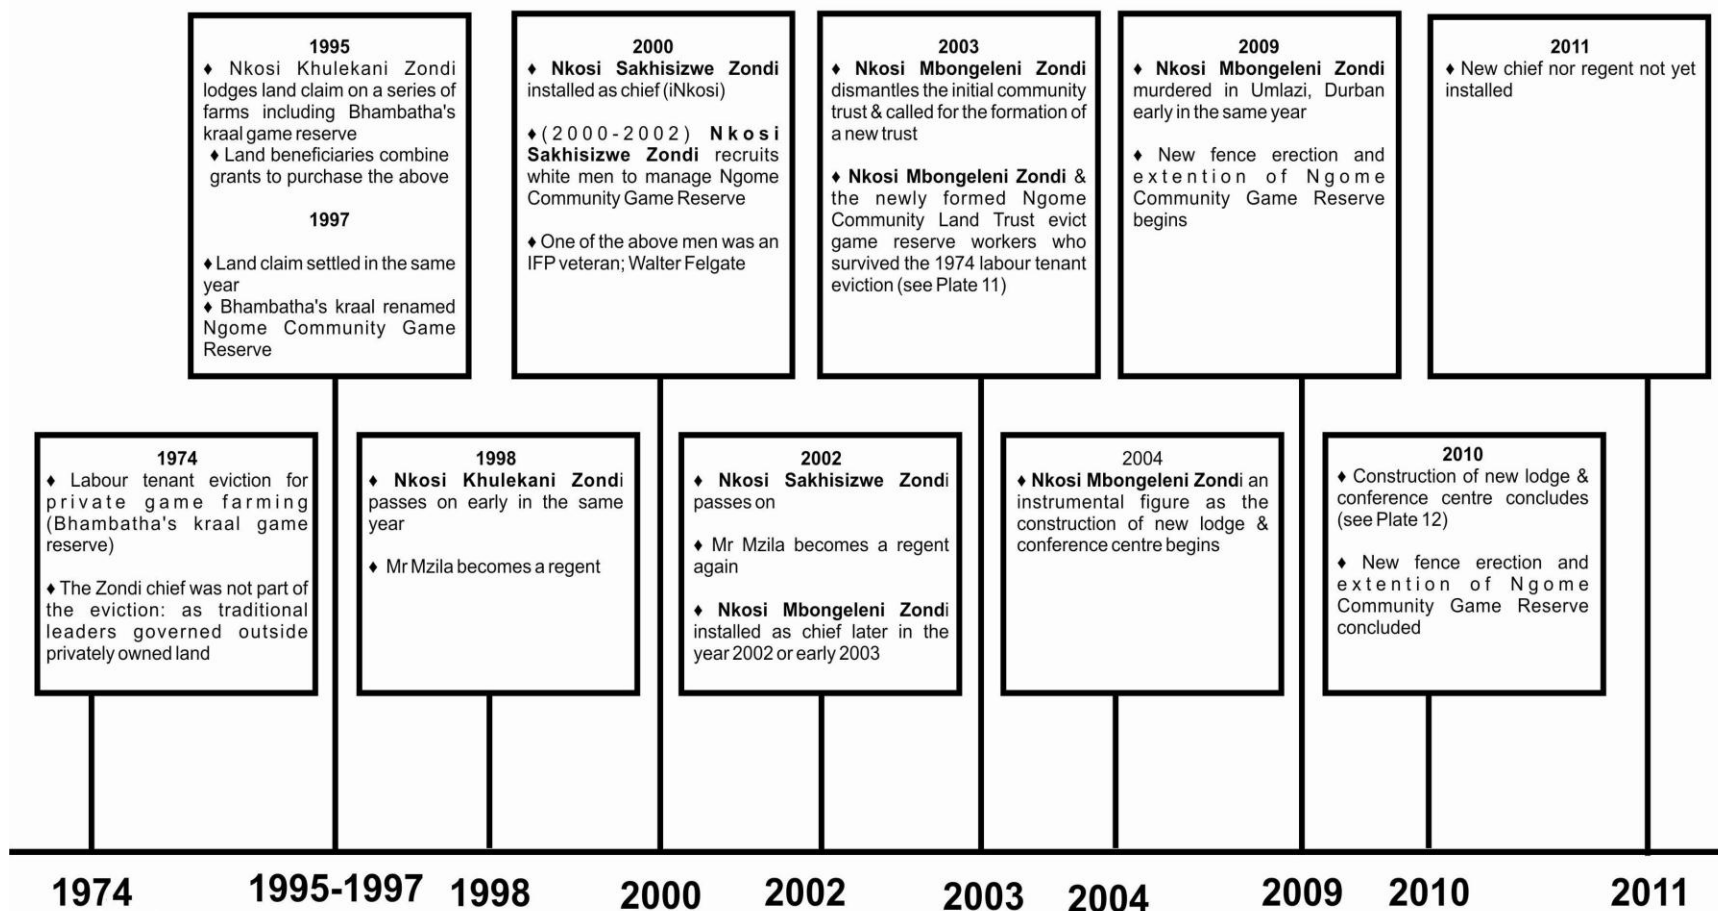 1995
♦ Nkosi Khulekani Zondi
lodges land claim on a series of
farms including Bhambatha's
kraal game reserve
♦ Land beneficiaries combine
grants to purchase the above
1997
♦ Land claim settled in the same
year
♦ Bhambatha's kraal renamed
Ngome Community Game
Reserve
2000
♦ Nkosi Sakhisizwe Zondi
installed as chief (iNkosi)
♦ (2000-2002) Nkosi
Sakhisizwe Zondi recruits
white men to manage Ngome
Community Game Reserve
♦ One of the above men was an
IFP veteran; Walter Felgate
2003
♦ Nkosi Mbongeleni Zondi
dismantles the initial community
trust & called for the formation of
a new trust
♦ Nkosi Mbongeleni Zondi &
the newly formed Ngome
Community Land Trust evict
game reserve workers who
survived the 1974 labour tenant
eviction (see Plate 11)
2009
♦ Nkosi Mbongeleni Zondi
murdered in Umlazi, Durban
early in the same year
♦ New fence erection and
extention of Ngome
Community Game Reserve
begins
2011
♦ New chief nor regent not yet
installed
1974
♦ Labour tenant eviction for
private game farming
(Bhambatha's kraal game
reserve)
♦ The Zondi chief was not part of
the eviction: as traditional
leaders governed outside
privately owned land
1998
♦ Nkosi Khulekani Zondi
passes on early in the same
year
♦ Mr Mzila becomes a regent
2002
♦ Nkosi Sakhisizwe Zondi
passes on
♦ Mr Mzila becomes a regent
again
♦ Nkosi Mbongeleni Zondi
installed as chief later in the
year 2002 or early 2003
2004
♦ Nkosi Mbongeleni Zondi an
instrumental figure as the
construction of new lodge &
conference centre begins
2010
♦ Construction of new lodge &
conference centre concludes
(see Plate 12)
♦ New fence erection and
extention of Ngome
Community Game Reserve
concluded
1974 1995-1997 1998 2000 2002 2003 2004 2009 2010 2011